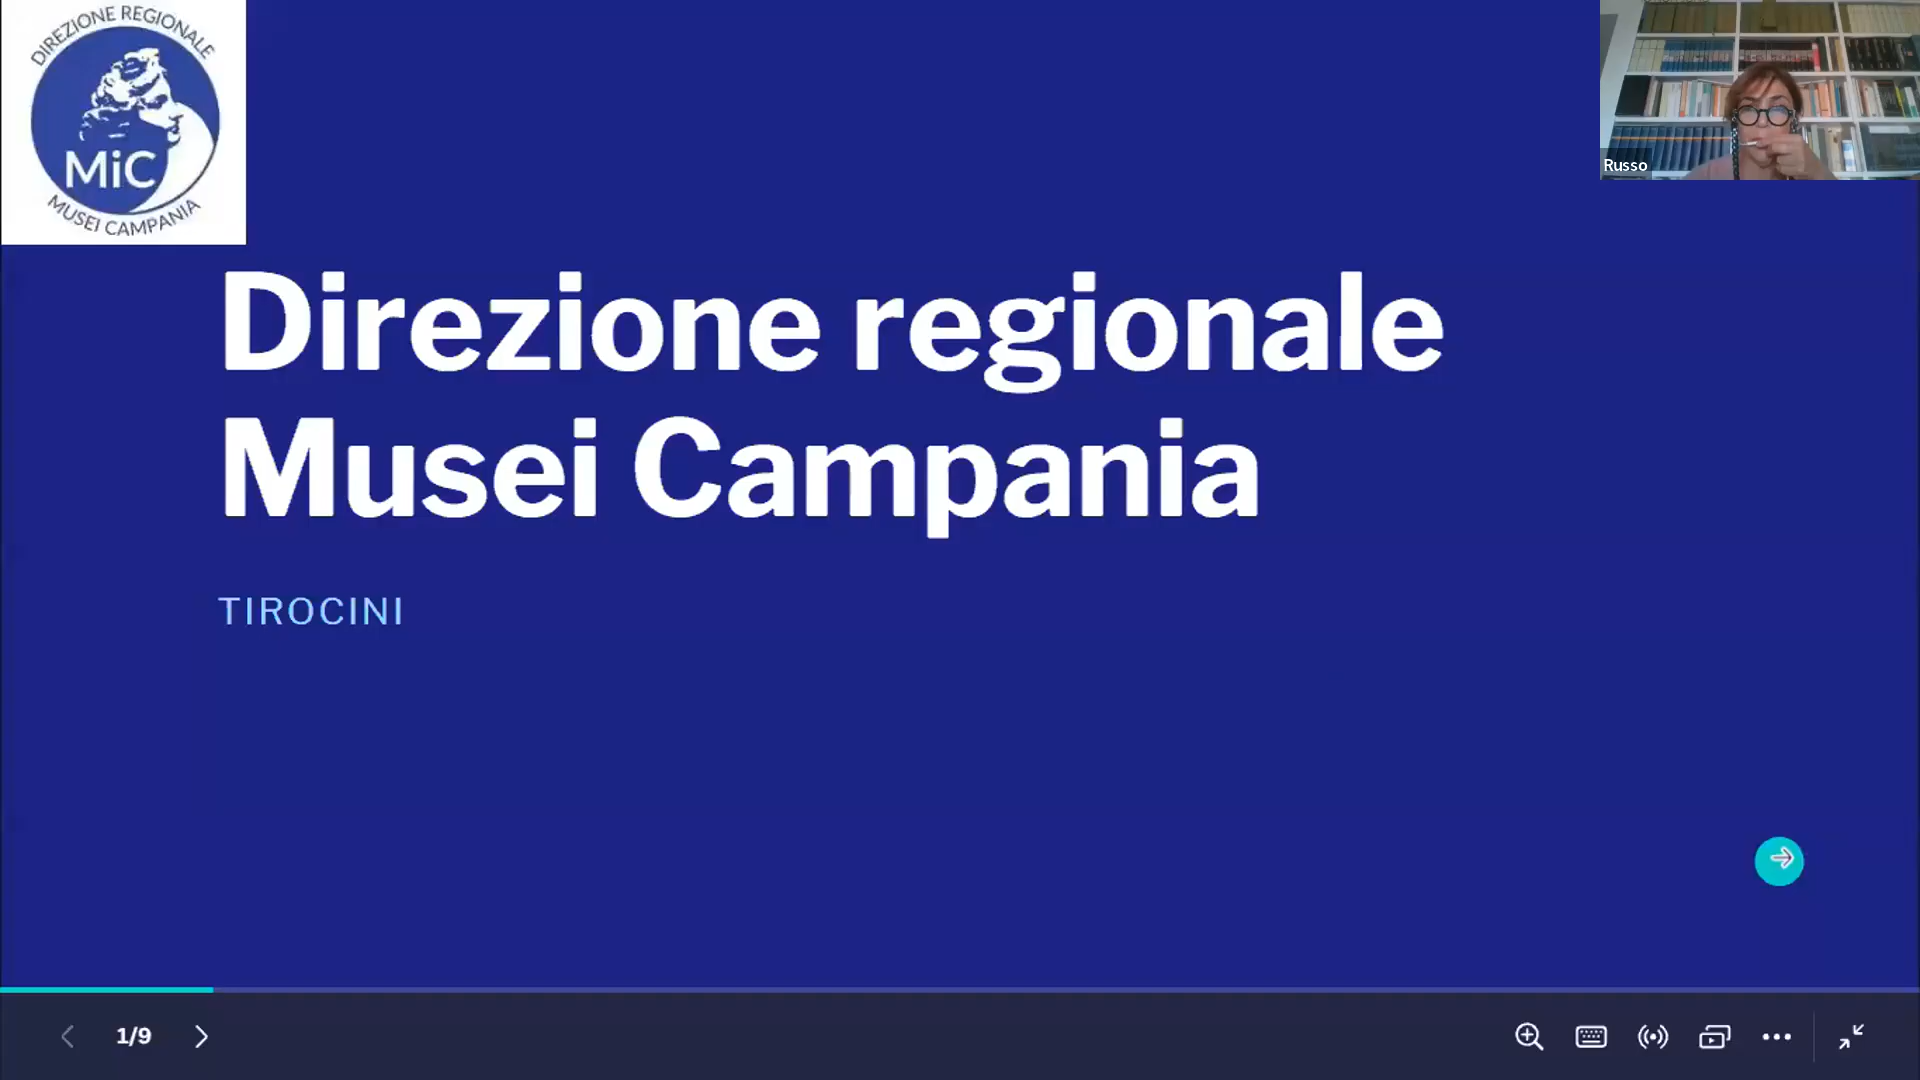 DIREZIONE REGIONALE
MiC
MUSEI CAMPANIA
Russo
Direzione regionale
Musei Campania
TIROCINI
1/9